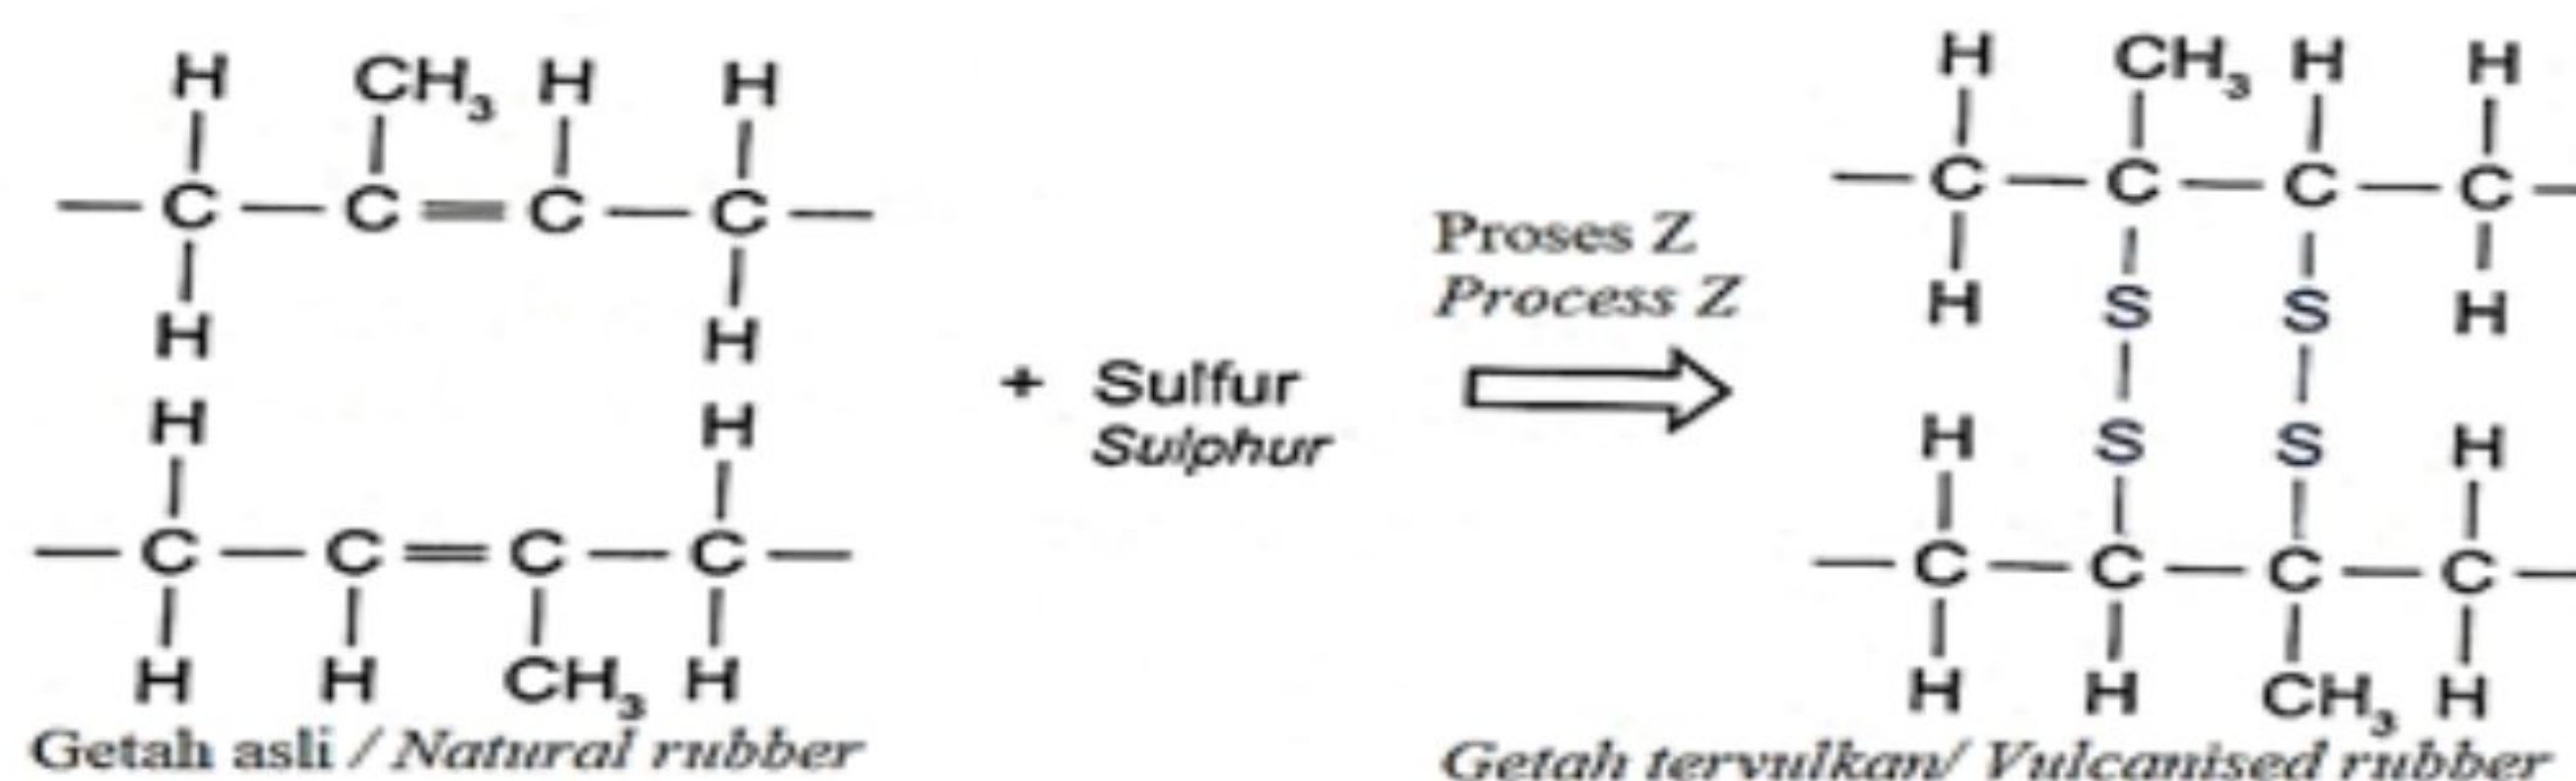 H CH₃ H H
— C — C = C — C —
H H
H H
— C — C = C — C —
H H CH₃ H
Getah asli / Natural rubber
+ Sulfur
Sulphur
Proses Z
Process Z
H CH₃ H H
— C — C — C — C —
H S S H
H S S H
— C — C — C — C —
H H CH₃ H
Getah tervulkan/ Vulcanised rubber